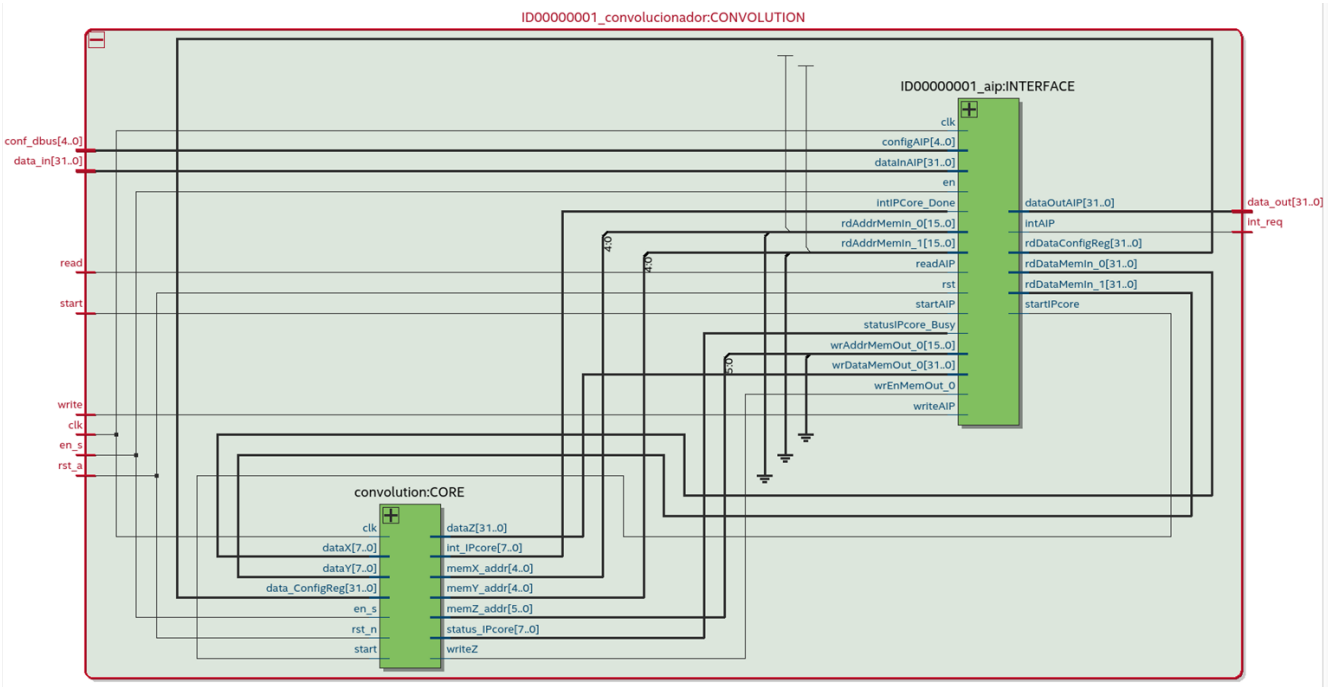 ID00000001_convolucionador:CONVOLUTION
ID00000001_aip:INTERFACE
clk
conf_dbus[4..0]
configAIP[4..0]
data_in[31..0]
dataInAIP[31..0]
en
intIPCore_Done
dataOutAIP[31..0]
data_out[31..0]
rdAddrMemIn_0[15..0]
intAIP
int_req
4:0
rdAddrMemIn_1[15..0]
rdDataConfigReg[31..0]
4:0
read
readAIP
rdDataMemIn_0[31..0]
rst
rdDataMemIn_1[31..0]
start
startAIP
startIPcore
statusIPcore_Busy
wrAddrMemOut_0[15..0]
5:0
wrDataMemOut_0[31..0]
wrEnMemOut_0
write
writeAIP
clk
en_s
rst_a
convolution:CORE
clk
dataZ[31..0]
dataX[7..0]
int_IPcore[7..0]
dataY[7..0]
memX_addr[4..0]
data_ConfigReg[31..0]
memY_addr[4..0]
en_s
memZ_addr[5..0]
rst_n
status_IPcore[7..0]
start
writeZ